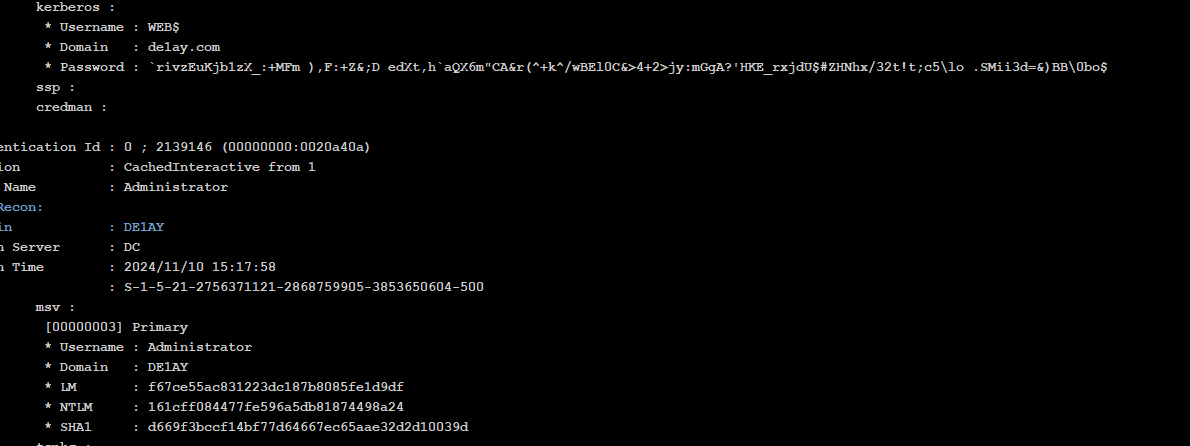 kerberos :
* Username : WEB$
* Domain : de1ay.com
* Password : `rivzEuKjb1zX_:+MFm ),F:+Z&;D edXt,h`aQX6m"CA&r(^+k^/wBEl0C&>4+2>jy:mGgA?'HKE_rxjdU$#ZHNhx/32t!t;c5\lo .SMii3d=&)BB\0bo$
ssp :
credman :
entication Id : 0 ; 2139146 (00000000:0020a40a)
ion : CachedInteractive from 1
Name : Administrator
Recon:
in : DE1AY
n Server : DC
n Time : 2024/11/10 15:17:58
: S-1-5-21-2756371121-2868759905-3853650604-500
msv :
[00000003] Primary
* Username : Administrator
* Domain : DE1AY
* LM : f67ce55ac831223dc187b8085fe1d9df
* NTLM : 161cff084477fe596a5db81874498a24
* SHA1 : d669f3bccf14bf77d64667ec65aae32d2d10039d